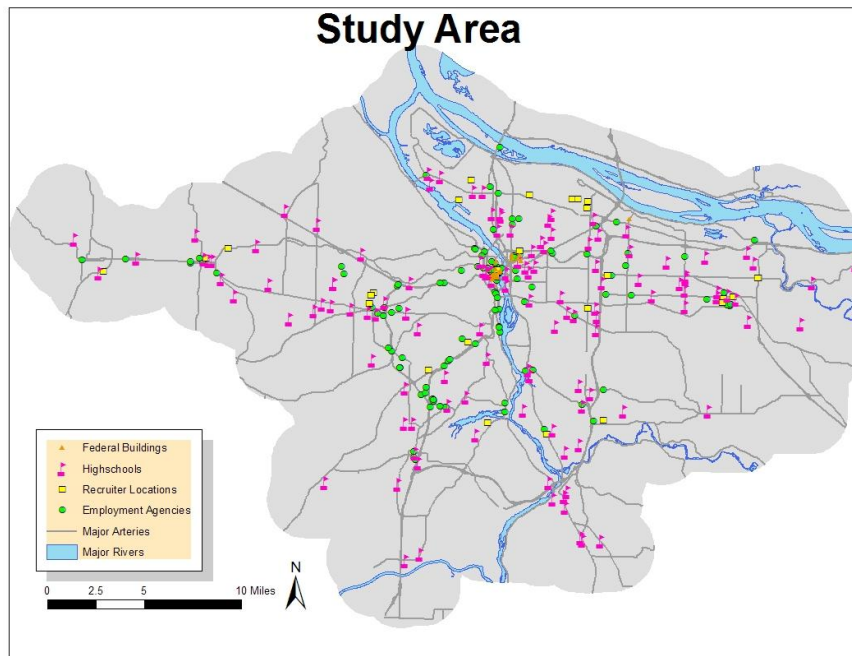 Study Area
Federal Buildings
Highschools
Recruiter Locations
Employment Agencies
Major Arteries
Major Rivers
N
0 2.5 5 10 Miles